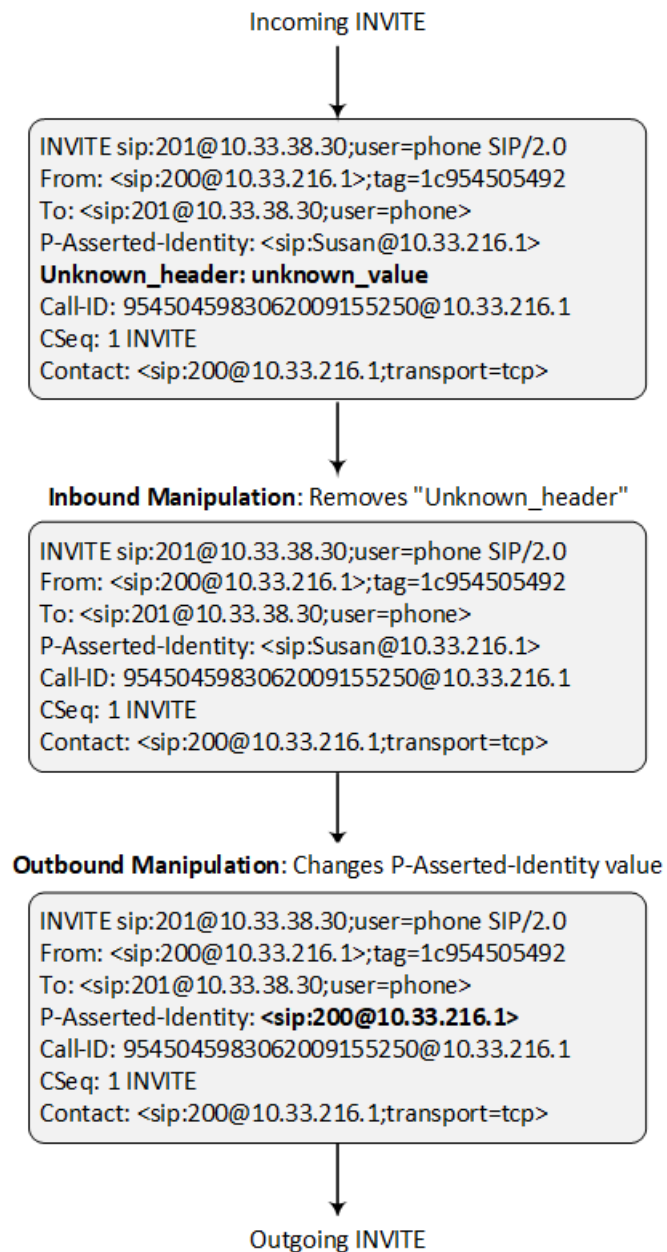 Incoming INVITE
INVITE sip:201@10.33.38.30;user=phone SIP/2.0
From: <sip:200@10.33.216.1>;tag=1c954505492
To: <sip:201@10.33.38.30;user=phone>
P-Asserted-Identity: <sip:Susan@10.33.216.1>
Unknown_header: unknown_value
Call-ID: 9545045983062009155250@10.33.216.1
CSeq: 1 INVITE
Contact: <sip:200@10.33.216.1;transport=tcp>
Inbound Manipulation: Removes "Unknown_header"
INVITE sip:201@10.33.38.30;user=phone SIP/2.0
From: <sip:200@10.33.216.1>;tag=1c954505492
To: <sip:201@10.33.38.30;user=phone>
P-Asserted-Identity: <sip:Susan@10.33.216.1>
Call-ID: 9545045983062009155250@10.33.216.1
CSeq: 1 INVITE
Contact: <sip:200@10.33.216.1;transport=tcp>
Outbound Manipulation: Changes P-Asserted-Identity value
INVITE sip:201@10.33.38.30;user=phone SIP/2.0
From: <sip:200@10.33.216.1>;tag=1c954505492
To: <sip:201@10.33.38.30;user=phone>
P-Asserted-Identity: <sip:200@10.33.216.1>
Call-ID: 9545045983062009155250@10.33.216.1
CSeq: 1 INVITE
Contact: <sip:200@10.33.216.1;transport=tcp>
Outgoing INVITE